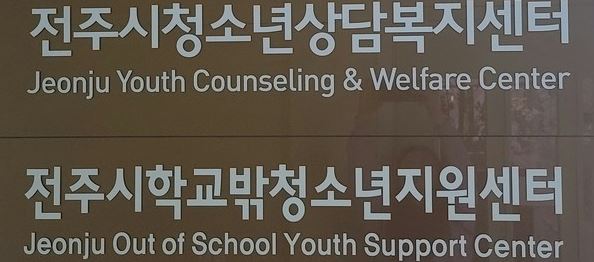 전주시청소년상담복지센터
Jeonju Youth Counseling & Welfare Center
전주시학교밖청소년지원센터
Jeonju Out of School Youth Support Center